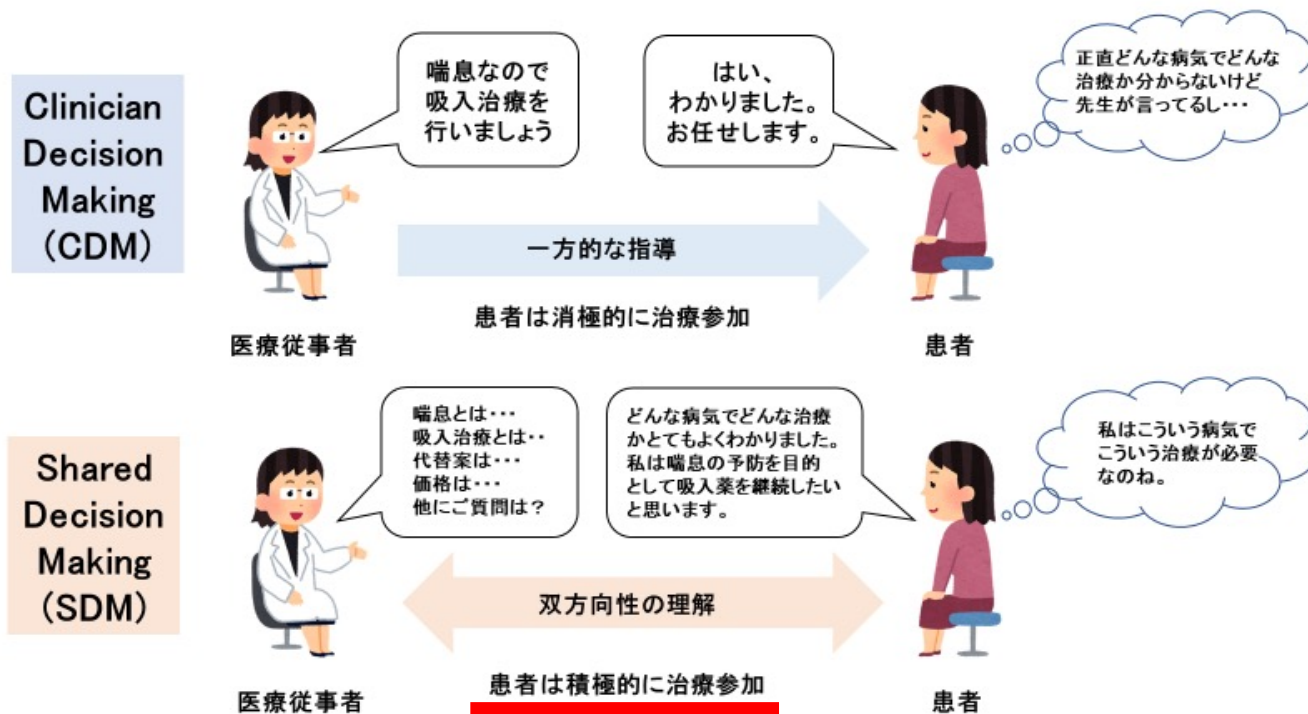 Clinician
Decision
Making
(CDM)
喘息なので
吸入治療を
行いましょう
はい、
わかりました。
お任せします。
正直どんな病気でどんな
治療か分からないけど
先生が言ってるし・・・
一方的な指導
患者は消極的に治療参加
医療従事者
患者
Shared
Decision
Making
(SDM)
喘息とは・・・
吸入治療とは・・
代替案は・・・
価格は・・・
他にご質問は？
どんな病気でどんな治療
かとてもよくわかりました。
私は喘息の予防を目的
として吸入薬を継続したい
と思います。
私はこういう病気で
こういう治療が必要
なのね。
双方向性の理解
患者は積極的に治療参加
医療従事者
患者